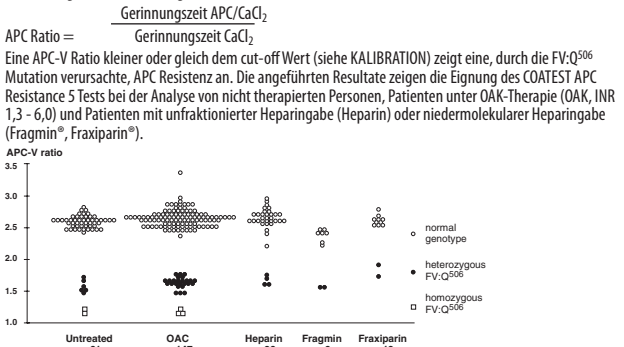 Gerinnungszeit APC/CaCl₂
APC Ratio = Gerinnungszeit CaCl₂
Eine APC-V Ratio kleiner oder gleich dem cut-off Wert (siehe KALIBRATION) zeigt eine, durch die FV:Q⁵⁰⁶
Mutation verursachte, APC Resistenz an. Die angeführten Resultate zeigen die Eignung des COATEST APC
Resistance 5 Tests bei der Analyse von nicht therapierten Personen, Patienten unter OAK-Therapie (OAK, INR
1,3 - 6,0) und Patienten mit unfraktionierter Heparingabe (Heparin) oder niedermolekularer Heparingabe
(Fragmin®, Fraxiparin®).
APC-V ratio
3.5
3.0
2.5
2.0
1.5
1.0
normal
genotype
heterozygous
FV:Q⁵⁰⁶
homozygous
FV:Q⁵⁰⁶
Untreated OAC Heparin Fragmin Fraxiparin